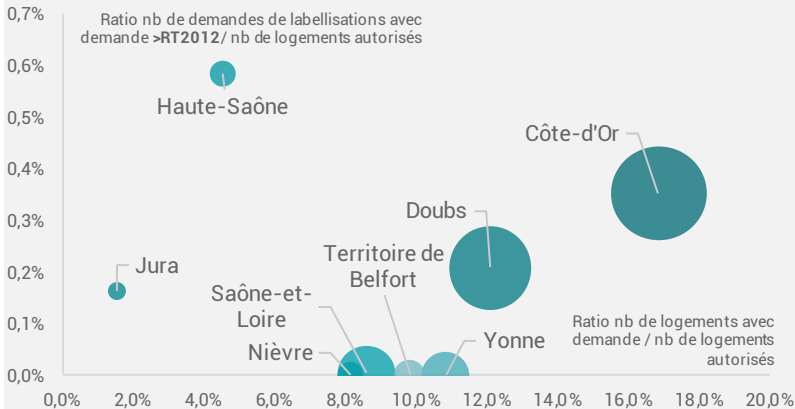 0,7%
Ratio nb de demandes de labellisations avec
demande >RT2012/ nb de logements autorisés
0,6%
Haute-Saône
0,5%
Côte-d'Or
0,4%
0,3%
Doubs
Territoire de
Belfort
Jura
0,2%
Saône-et-
Loire
0,1%
Ratio nb de logements avec
demande / nb de logements
autorisés
Yonne
Nièvre
0,0%
0,0% 2,0% 4,0% 6,0% 8,0% 10,0% 12,0% 14,0% 16,0% 18,0% 20,0%